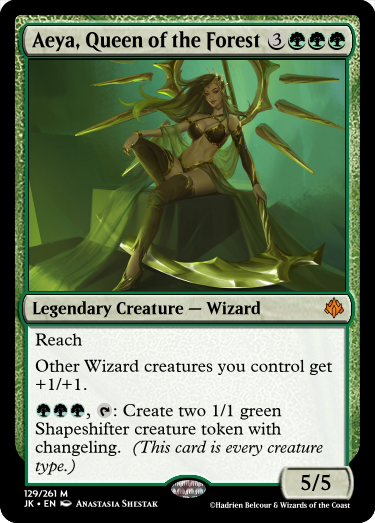 Aeya, Queen of the Forest 3
Legendary Creature — Wizard
Reach
Other Wizard creatures you control get
+1/+1.
, : Create two 1/1 green
Shapeshifter creature token with
changeling. (This card is every creature
type.)
5/5
129/261 M
JK • EN Anastasia Shestak
©Hadrien Belcour & Wizards of the Coast